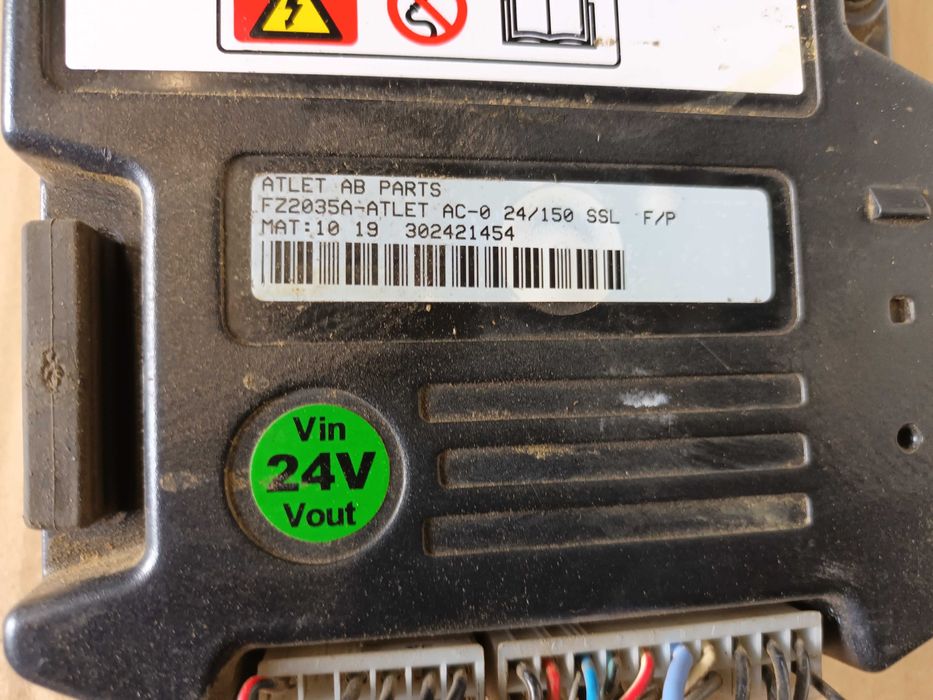 ATLET AB PARTS
FZ2035A-ATLET AC-0 24/150 SSL F/P
MAT:10 19 302421454
Vin
24V
Vout